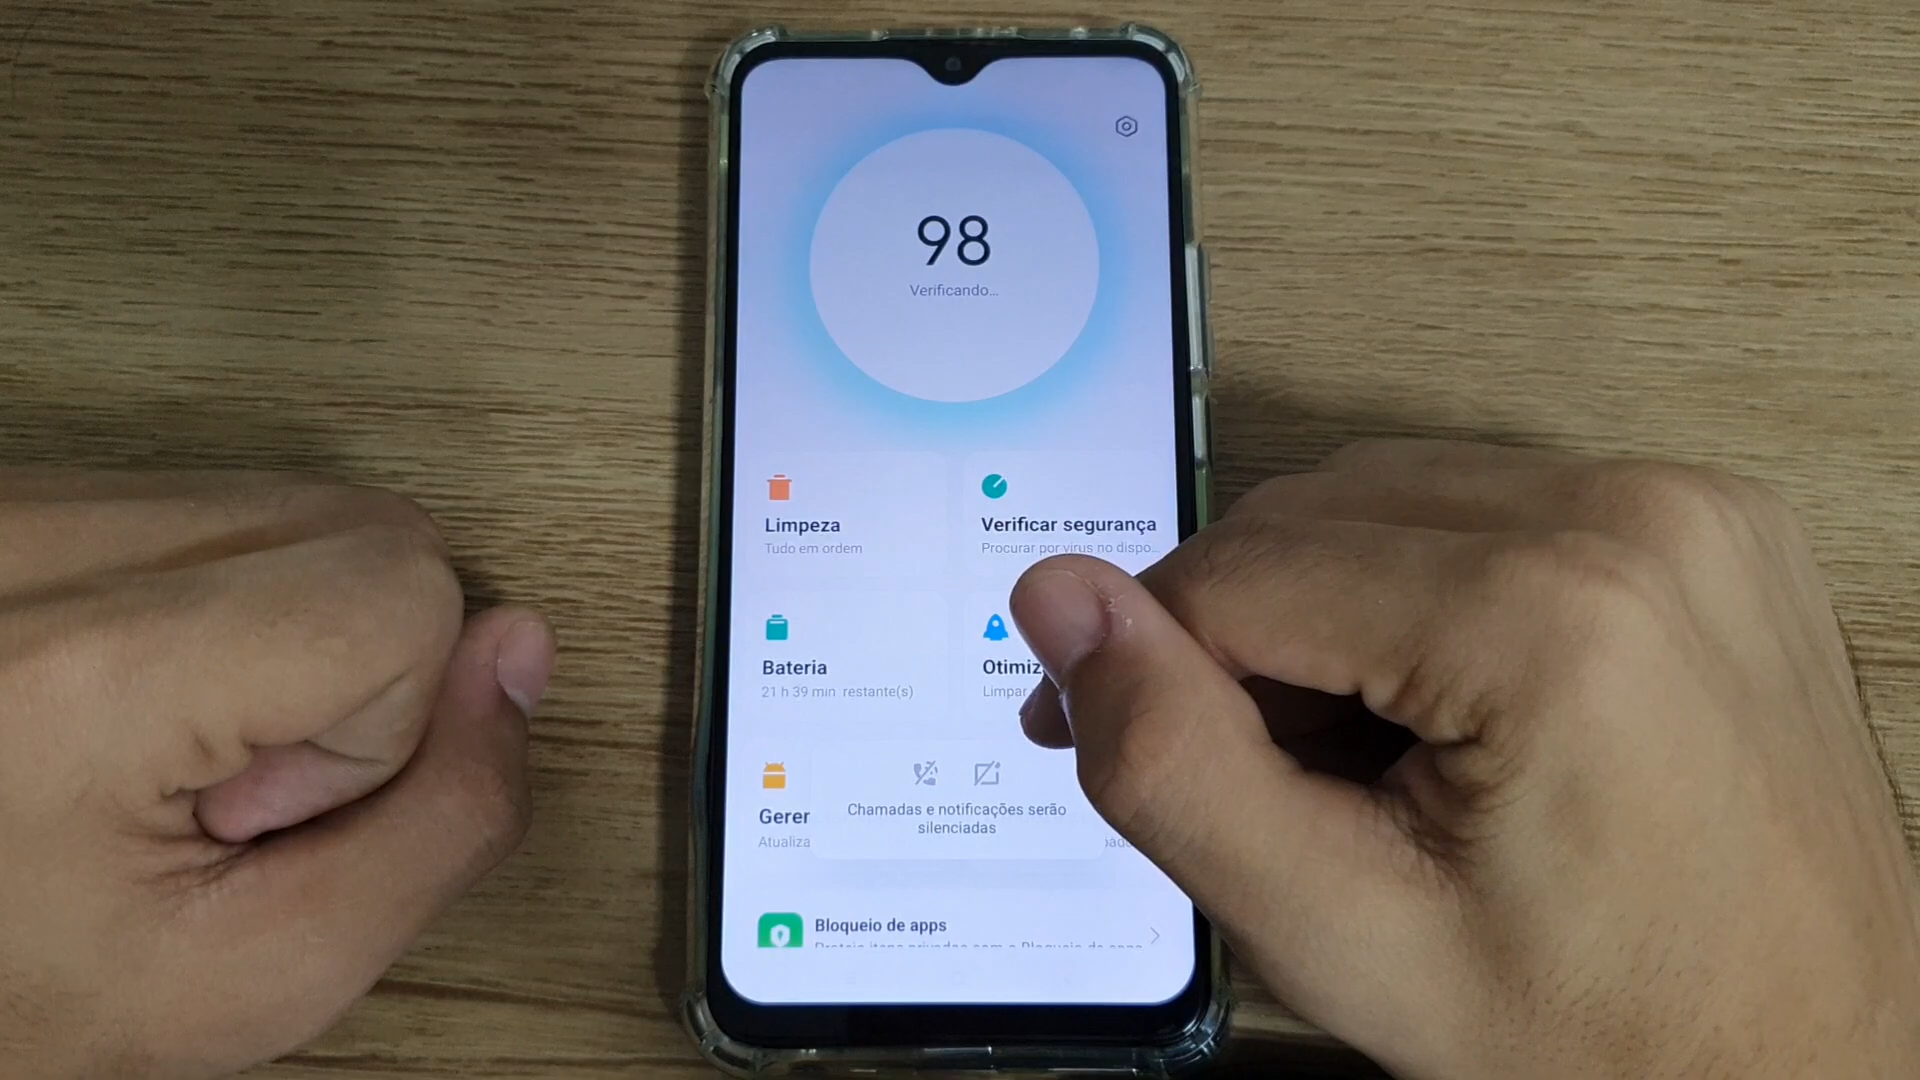 98
Verificando...
Limpeza
Tudo em ordem
Verificar segurança
Procurar por vírus no dispo...
Bateria
21 h 39 min restante(s)
Otimiz
Limpar
Gerer
Atualiza
Chamadas e notificações serão
silenciadas
Bloqueio de apps